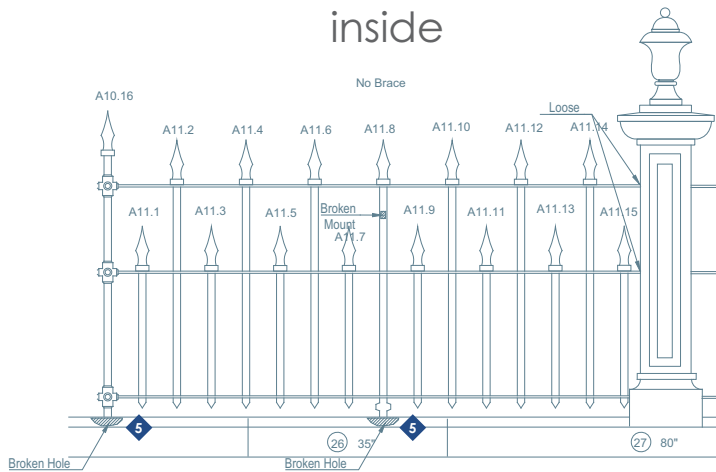 inside
No Brace
A10.16
Loose
A11.2
A11.4
A11.6
A11.8
A11.10
A11.12
A11.14
A11.1
A11.3
A11.5
Broken
Mount
A11.7
A11.9
A11.11
A11.13
A11.15
5
5
26 35"
27 80"
Broken Hole
Broken Hole